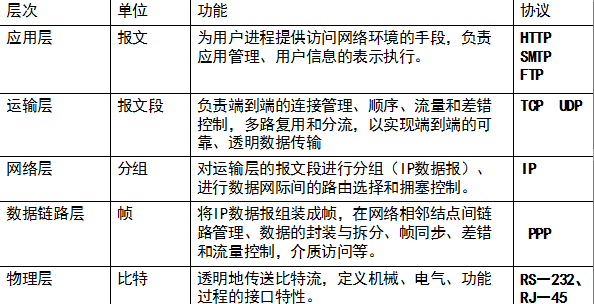 层次 单位 功能 协议
应用层 报文 为用户进程提供访问网络环境的手段，负责 HTTP
应用管理、用户信息的表示执行。 SMTP
FTP
运输层 报文段 负责端到端的连接管理、顺序、流量和差错 TCP UDP
控制，多路复用和分流，以实现端到端的可
靠、透明数据传输
网络层 分组 对运输层的报文段进行分组（IP数据报）、 IP
进行数据网际间的路由选择和拥塞控制。
数据链路层 帧 将IP数据报组装成帧，在网络相邻结点间链
路管理、数据的封装与拆分、帧同步、差错 PPP
和流量控制，介质访问等。
物理层 比特 透明地传送比特流，定义机械、电气、功能 RS－232、
过程的接口特性。 RJ－45